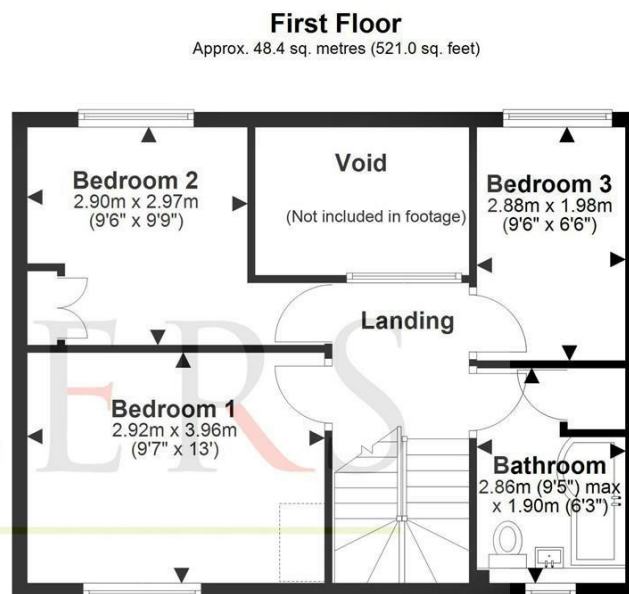 First Floor
Approx. 48.4 sq. metres (521.0 sq. feet)
Bedroom 2
2.90m x 2.97m
(9'6" x 9'9")
Void
(Not included in footage)
Bedroom 3
2.88m x 1.98m
(9'6" x 6'6")
Landing
Bedroom 1
2.92m x 3.96m
(9'7" x 13')
Bathroom
2.86m (9'5") max
x 1.90m (6'3")
ERS